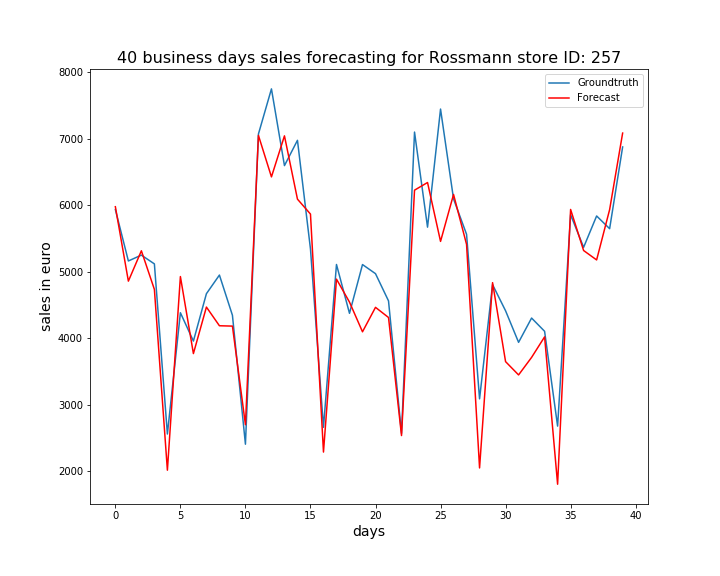 40 business days sales forecasting for Rossmann store ID: 257
Groundtruth
Forecast
sales in euro
8000
7000
6000
5000
4000
3000
2000
0 5 10 15 20 25 30 35 40
days